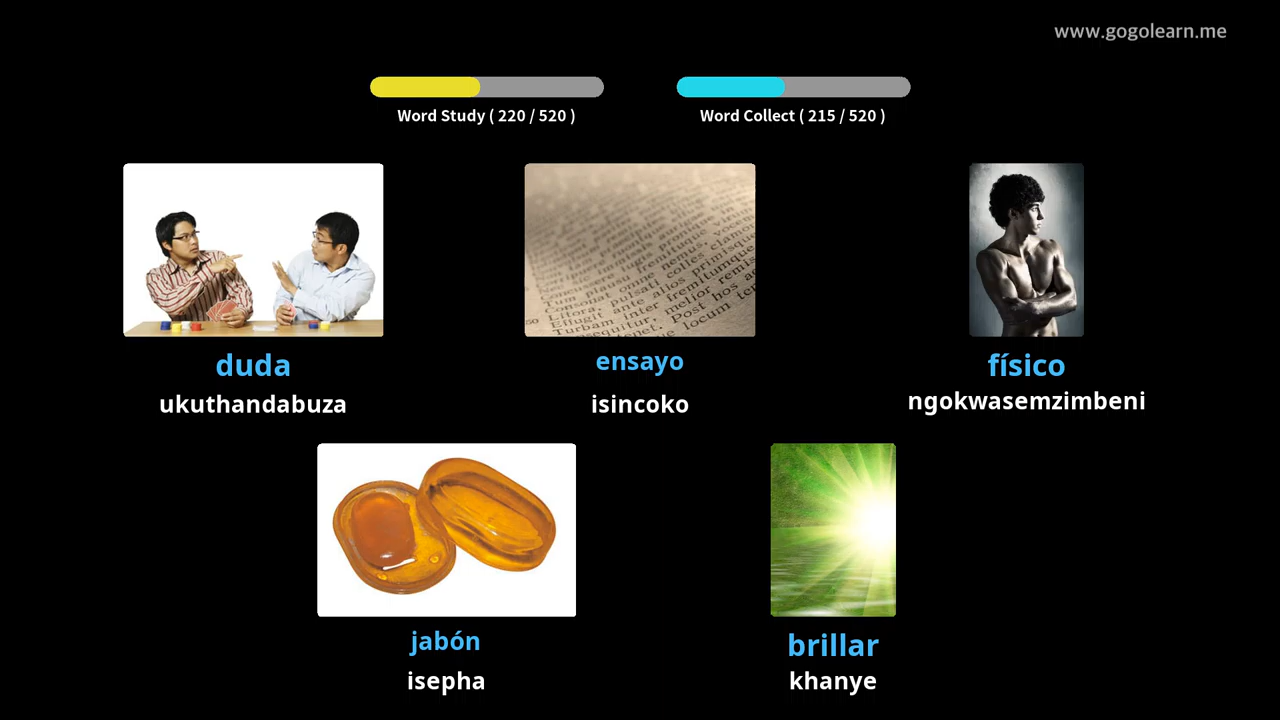 www.gogolearn.me
Word Study ( 220 / 520 )
Word Collect ( 215 / 520 )
duda
ukuthandabuza
ensayo
isincoko
físico
ngokwasemzimbeni
jabón
isepha
brillar
khanye